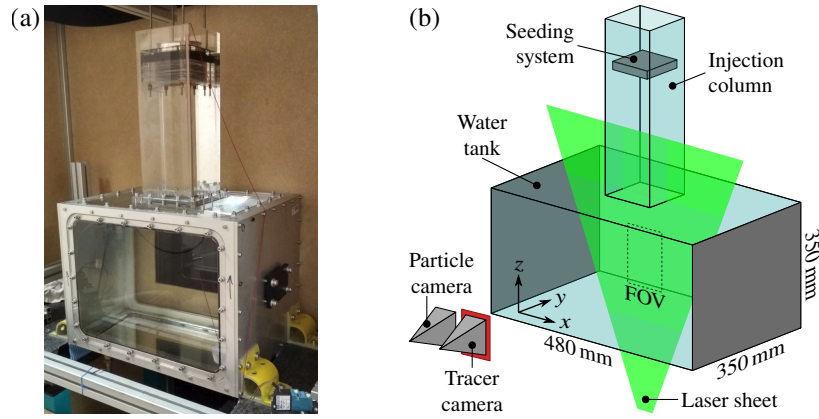 (a)
(b)
Seeding
system
Injection
column
Water
tank
Particle
camera
z
y
x
FOV
350 mm
480 mm
350 mm
Tracer
camera
Laser sheet